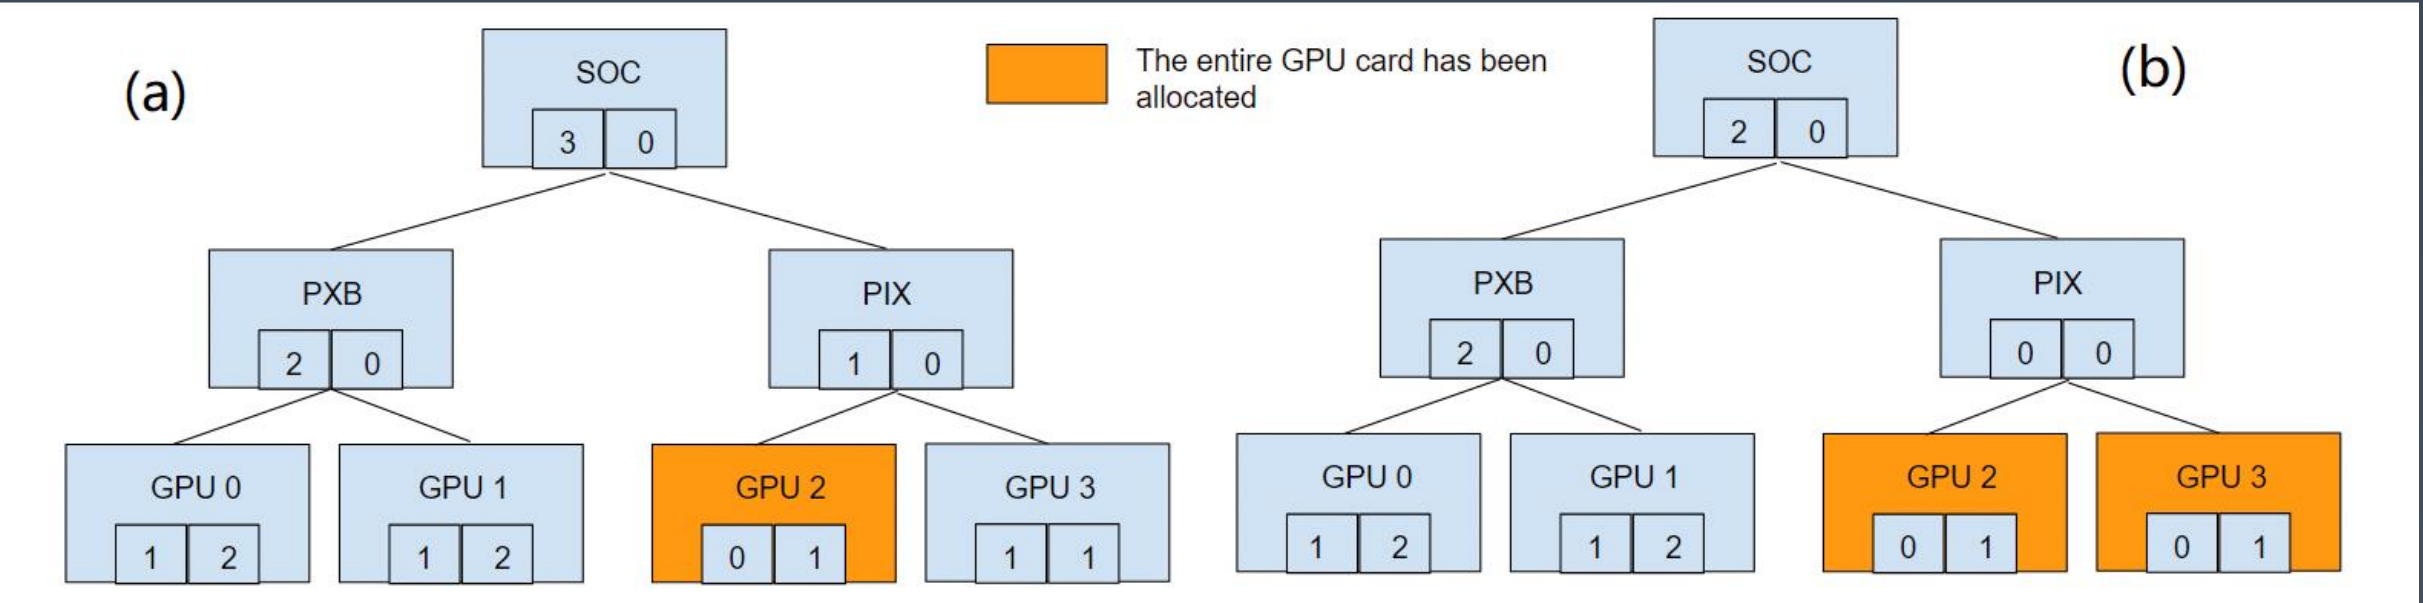 (a)
SOC
3 0
PXB
2 0
PIX
1 0
GPU 0
1 2
GPU 1
1 2
GPU 2
0 1
GPU 3
1 1
The entire GPU card has been
allocated
(b)
SOC
2 0
PXB
2 0
PIX
0 0
GPU 0
1 2
GPU 1
1 2
GPU 2
0 1
GPU 3
0 1